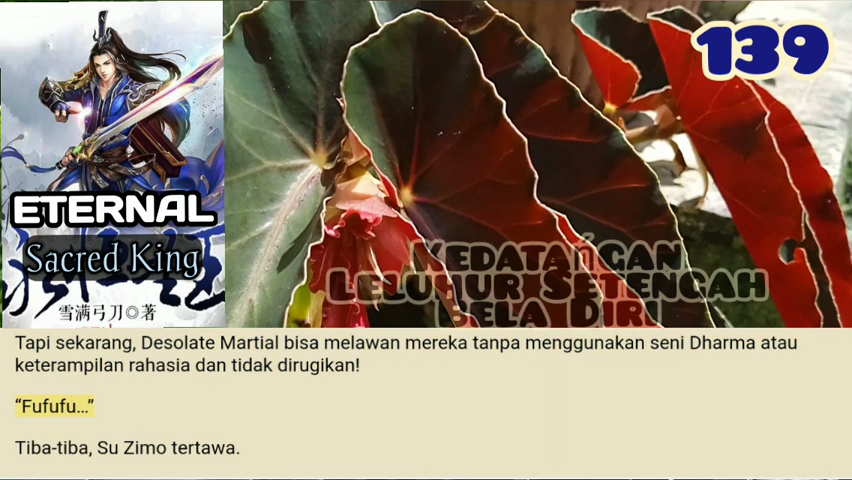 139
ETERNAL
Sacred King
雪满弓刀◎著
Kedatangan
Leluhur Setengah
Bela Diri
Tapi sekarang, Desolate Martial bisa melawan mereka tanpa menggunakan seni Dharma atau
keterampilan rahasia dan tidak dirugikan!
“Fufufu…”
Tiba-tiba, Su Zimo tertawa.